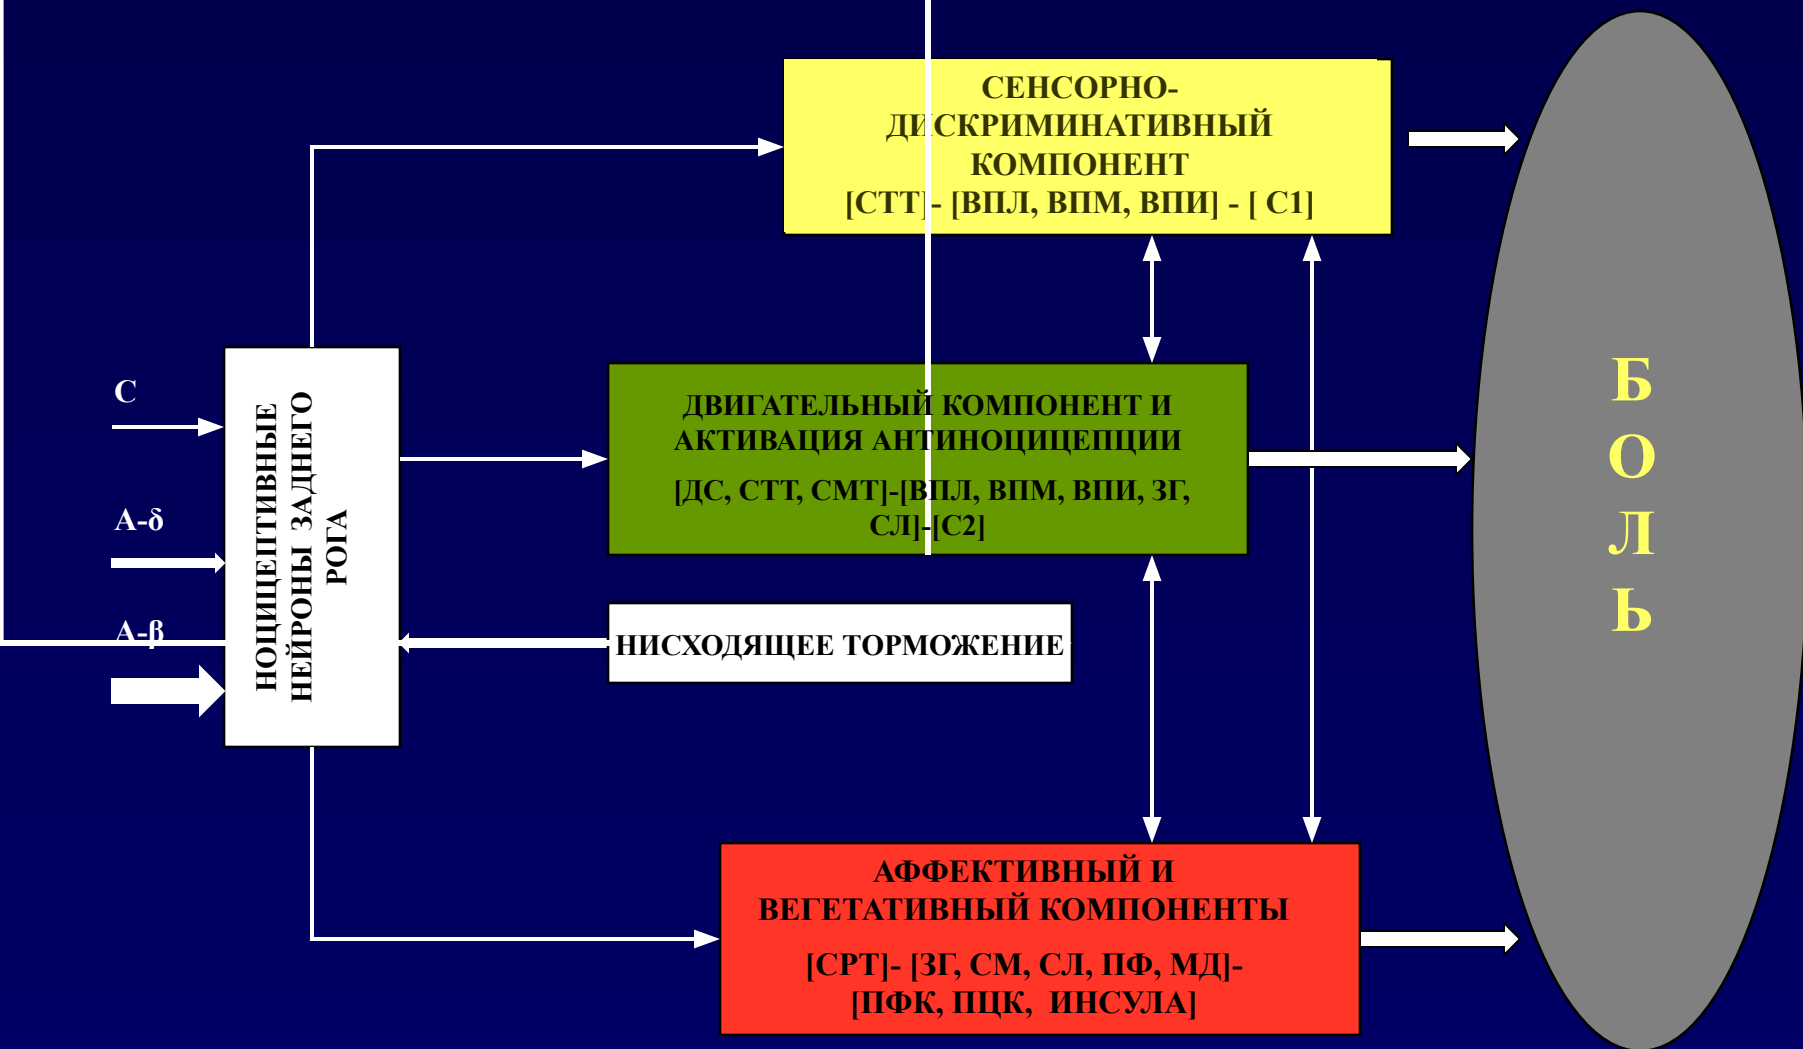 СЕНСОРНО-
ДИСКРИМИНАТИВНЫЙ
КОМПОНЕНТ
[СТТ]- [ВПЛ, ВПМ, ВПИ] - [ С1]
С
А-δ
А-β
НОЦИЦЕПТИВНЫЕ
НЕЙРОНЫ ЗАДНЕГО
РОГА
ДВИГАТЕЛЬНЫЙ КОМПОНЕНТ И
АКТИВАЦИЯ АНТИНОЦИЦЕПЦИИ
[ДС, СТТ, СМТ]-[ВПЛ, ВПМ, ВПИ, ЗГ,
СЛ]-[С2]
НИСХОДЯЩЕЕ ТОРМОЖЕНИЕ
АФФЕКТИВНЫЙ И
ВЕГЕТАТИВНЫЙ КОМПОНЕНТЫ
[СРТ]- [ЗГ, СМ, СЛ, ПФ, МД]-
[ПФК, ПЦК, ИНСУЛА]
Б
О
Л
Ь